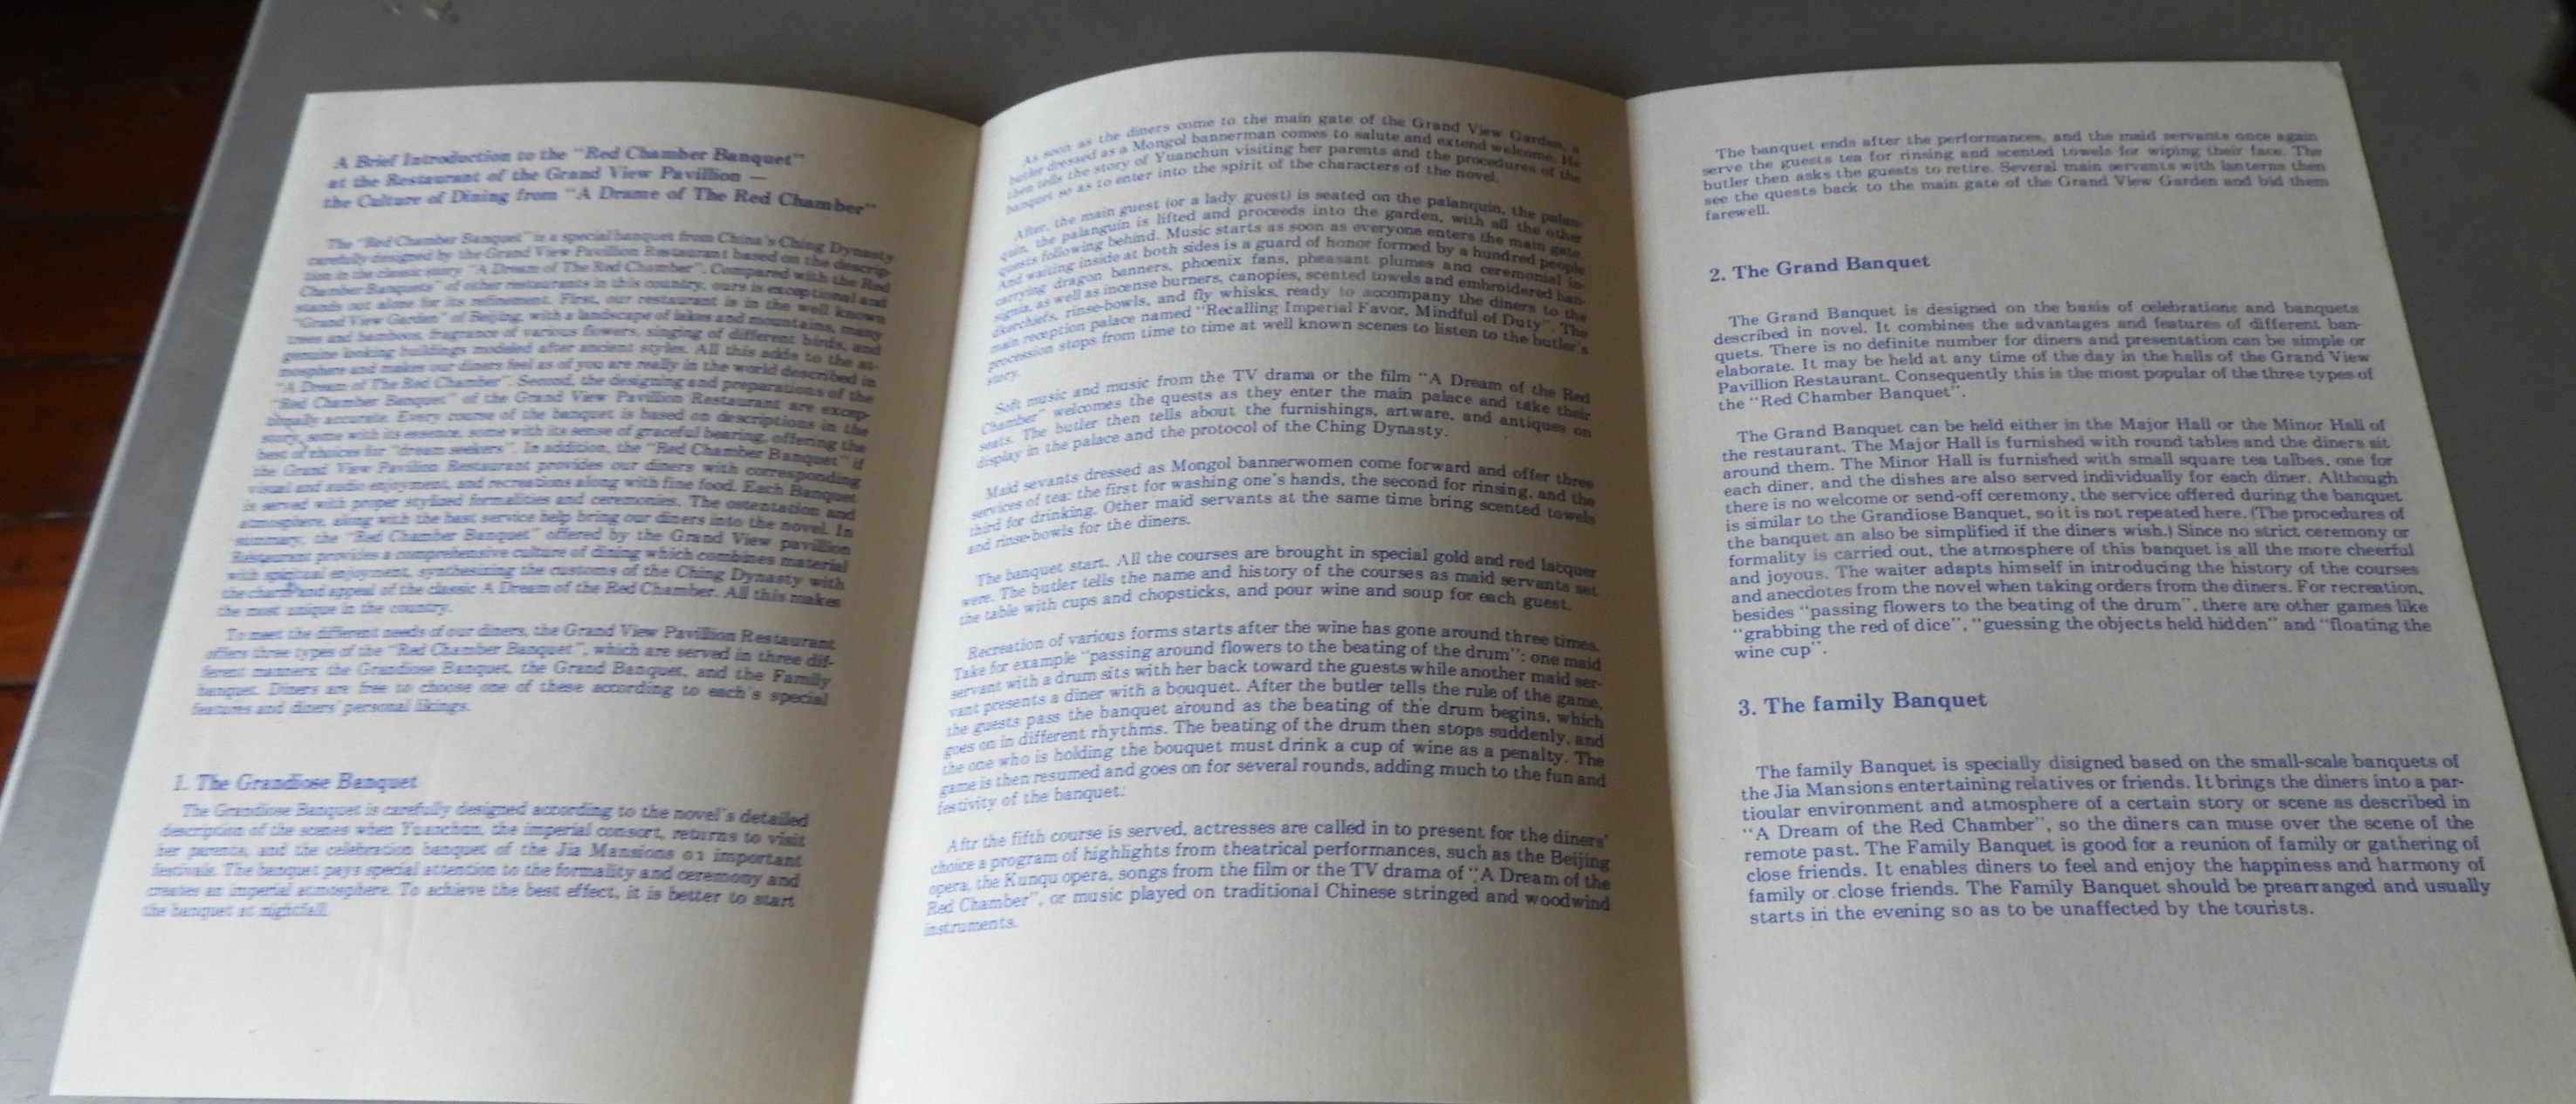 A Brief Introduction to the "Red Chamber Banquet"
at the Restaurant of the Grand View Pavillion —
the Culture of Dining from "A Drame of The Red Chamber"
The "Red Chamber Banquet" is a special banquet from China's Ching Dynasty
carefully designed by the Grand View Pavillion Restaurant based on the descrip-
tion in the classic story "A Dream of The Red Chamber". Compared with the Red
Chamber Banquets" of other restaurants in this country, ours is exceptional and
stands out alone for its refinement. First, our restaurant is in the well known
"Grand View Garden" of Beijing, with a landscape of lakes and mountains, many
trees and bamboos, fragrance of various flowers, singing of different birds, and
genuine looking buildings modeled after ancient styles. All this adds to the at-
mosphere and makes our diners feel as of you are really in the world described in
"A Dream of The Red Chamber". Second, the designing and preparations of the
"Red Chamber Banquet" of the Grand View Pavillion Restaurant are excep-
tionally accurate. Every course of the banquet is based on descriptions in the
story, some with its essence, some with its sense of graceful bearing, offering the
best of choices for "dream seekers". In addition, the "Red Chamber Banquet" if
the Grand View Pavilion Restaurant provides our diners with corresponding
visual and audio enjoyment, and recreations along with fine food. Each Banquet
is served with proper stylized formalities and ceremonies. The ostentation and
atmosphere, along with the best service help bring our diners into the novel. In
summary, the "Red Chamber Banquet" offered by the Grand View pavillion
Restaurant provides a comprehensive culture of dining which combines material
with spiritual enjoyment, synthesizing the customs of the Ching Dynasty with
the charm and appeal of the classic A Dream of the Red Chamber. All this makes
the most unique in the country.
To meet the different needs of our diners, the Grand View Pavillion Restaurant
offers three types of the "Red Chamber Banquet", which are served in three dif-
ferent manners: the Grandiose Banquet, the Grand Banquet, and the Family
banquet. Diners are free to choose one of these according to each's special
features and diners' personal likings.
1. The Grandiose Banquet
The Grandiose Banquet is carefully designed according to the novel's detailed
description of the scenes when Yuanchun, the imperial consort, returns to visit
her parents, and the celebration banquet of the Jia Mansions on important
festivals. The banquet pays special attention to the formality and ceremony and
creates an imperial atmosphere. To achieve the best effect, it is better to start
the banquet at nightfall.
As soon as the diners come to the main gate of the Grand View Garden, a
butler dressed as a Mongol bannerman comes to salute and extend welcome. He
then tells the story of Yuanchun visiting her parents and the procedures of the
banquet so as to enter into the spirit of the characters of the novel.
After, the main guest (or a lady guest) is seated on the palanquin, the palan-
quin, the palanguin is lifted and proceeds into the garden, with all the other
quests following behind. Music starts as soon as everyone enters the main gate.
And waiting inside at both sides is a guard of honor formed by a hundred people
carrying dragon banners, phoenix fans, pheasant plumes and ceremonial in-
signia, as well as incense burners, canopies, scented towels and embroidered han-
dkerchiefs, rinse-bowls, and fly whisks, ready to accompany the diners to the
main reception palace named "Recalling Imperial Favor, Mindful of Duty". The
procession stops from time to time at well known scenes to listen to the butler's
story.
Soft music and music from the TV drama or the film "A Dream of the Red
Chamber" welcomes the quests as they enter the main palace and take their
seats. The butler then tells about the furnishings, artware, and antiques on
display in the palace and the protocol of the Ching Dynasty.
Maid sevants dressed as Mongol bannerwomen come forward and offer three
services of tea: the first for washing one's hands, the second for rinsing, and the
third for drinking. Other maid servants at the same time bring scented towels
and rinse-bowls for the diners.
The banquet start. All the courses are brought in special gold and red lacquer
were. The butler tells the name and history of the courses as maid servants set
the table with cups and chopsticks, and pour wine and soup for each guest.
Recreation of various forms starts after the wine has gone around three times.
Take for example "passing around flowers to the beating of the drum": one maid
servant with a drum sits with her back toward the guests while another maid ser-
vant presents a diner with a bouquet. After the butler tells the rule of the game,
the guests pass the banquet around as the beating of the drum begins, which
goes on in different rhythms. The beating of the drum then stops suddenly, and
the one who is holding the bouquet must drink a cup of wine as a penalty. The
game is then resumed and goes on for several rounds, adding much to the fun and
festivity of the banquet.
Aftr the fifth course is served, actresses are called in to present for the diners'
choice a program of highlights from theatrical performances, such as the Beijing
opera, the Kunqu opera, songs from the film or the TV drama of "A Dream of the
Red Chamber", or music played on traditional Chinese stringed and woodwind
instruments.
The banquet ends after the performances, and the maid servants once again
serve the guests tea for rinsing and scented towels for wiping their face. The
butler then asks the guests to retire. Several main servants with lanterns then
see the quests back to the main gate of the Grand View Garden and bid them
farewell.
2. The Grand Banquet
The Grand Banquet is designed on the basis of celebrations and banquets
described in novel. It combines the advantages and features of different ban-
quets. There is no definite number for diners and presentation can be simple or
elaborate. It may be held at any time of the day in the halls of the Grand View
Pavillion Restaurant. Consequently this is the most popular of the three types of
the "Red Chamber Banquet".
The Grand Banquet can be held either in the Major Hall or the Minor Hall of
the restaurant. The Major Hall is furnished with round tables and the diners sit
around them. The Minor Hall is furnished with small square tea talbes, one for
each diner, and the dishes are also served individually for each diner. Although
there is no welcome or send-off ceremony, the service offered during the banquet
is similar to the Grandiose Banquet, so it is not repeated here. (The procedures of
the banquet an also be simplified if the diners wish.) Since no strict ceremony or
formality is carried out, the atmosphere of this banquet is all the more cheerful
and joyous. The waiter adapts himself in introducing the history of the courses
and anecdotes from the novel when taking orders from the diners. For recreation,
besides "passing flowers to the beating of the drum", there are other games like
"grabbing the red of dice", "guessing the objects held hidden" and "floating the
wine cup".
3. The family Banquet
The family Banquet is specially disigned based on the small-scale banquets of
the Jia Mansions entertaining relatives or friends. It brings the diners into a par-
tioular environment and atmosphere of a certain story or scene as described in
"A Dream of the Red Chamber", so the diners can muse over the scene of the
remote past. The Family Banquet is good for a reunion of family or gathering of
close friends. It enables diners to feel and enjoy the happiness and harmony of
family or close friends. The Family Banquet should be prearranged and usually
starts in the evening so as to be unaffected by the tourists.